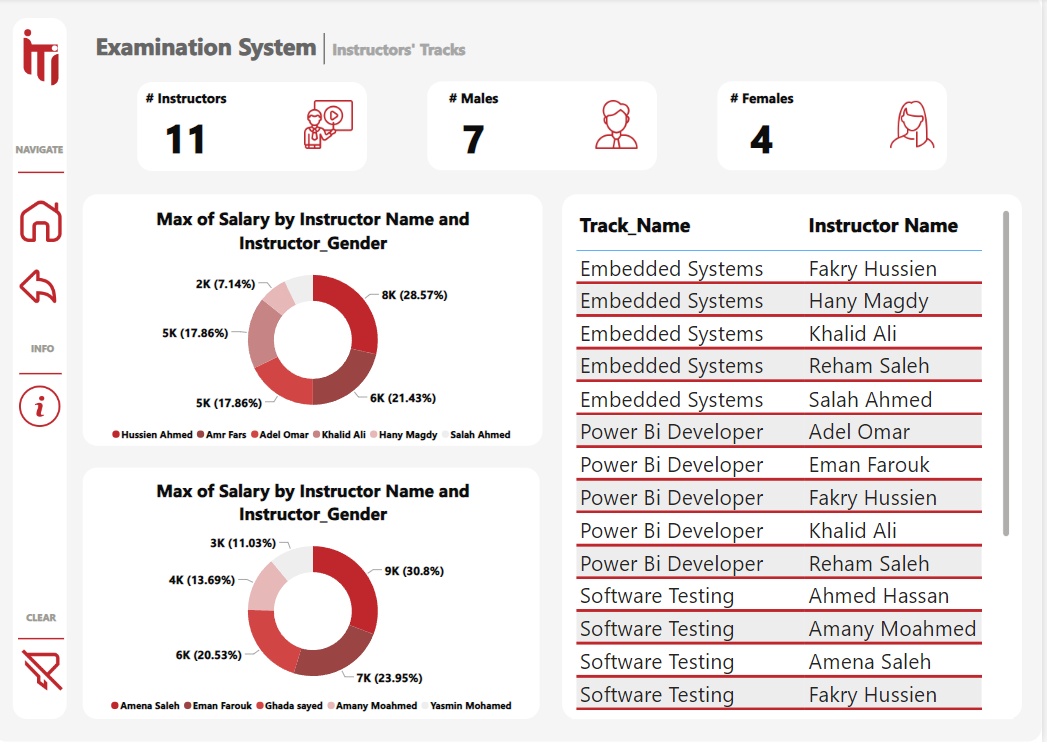 iTi
Examination System
Instructors' Tracks
# Instructors
11
# Males
7
# Females
4
NAVIGATE
INFO
i
CLEAR
Max of Salary by Instructor Name and
Instructor_Gender
2K (7.14%)
8K (28.57%)
5K (17.86%)
5K (17.86%)
6K (21.43%)
Hussien Ahmed Amr Fars Adel Omar Khalid Ali Hany Magdy Salah Ahmed
Max of Salary by Instructor Name and
Instructor_Gender
3K (11.03%)
9K (30.8%)
4K (13.69%)
6K (20.53%)
7K (23.95%)
Amena Saleh Eman Farouk Ghada sayed Amany Moahmed Yasmin Mohamed
Track_Name Instructor Name
Embedded Systems Fakry Hussien
Embedded Systems Hany Magdy
Embedded Systems Khalid Ali
Embedded Systems Reham Saleh
Embedded Systems Salah Ahmed
Power Bi Developer Adel Omar
Power Bi Developer Eman Farouk
Power Bi Developer Fakry Hussien
Power Bi Developer Khalid Ali
Power Bi Developer Reham Saleh
Software Testing Ahmed Hassan
Software Testing Amany Moahmed
Software Testing Amena Saleh
Software Testing Fakry Hussien